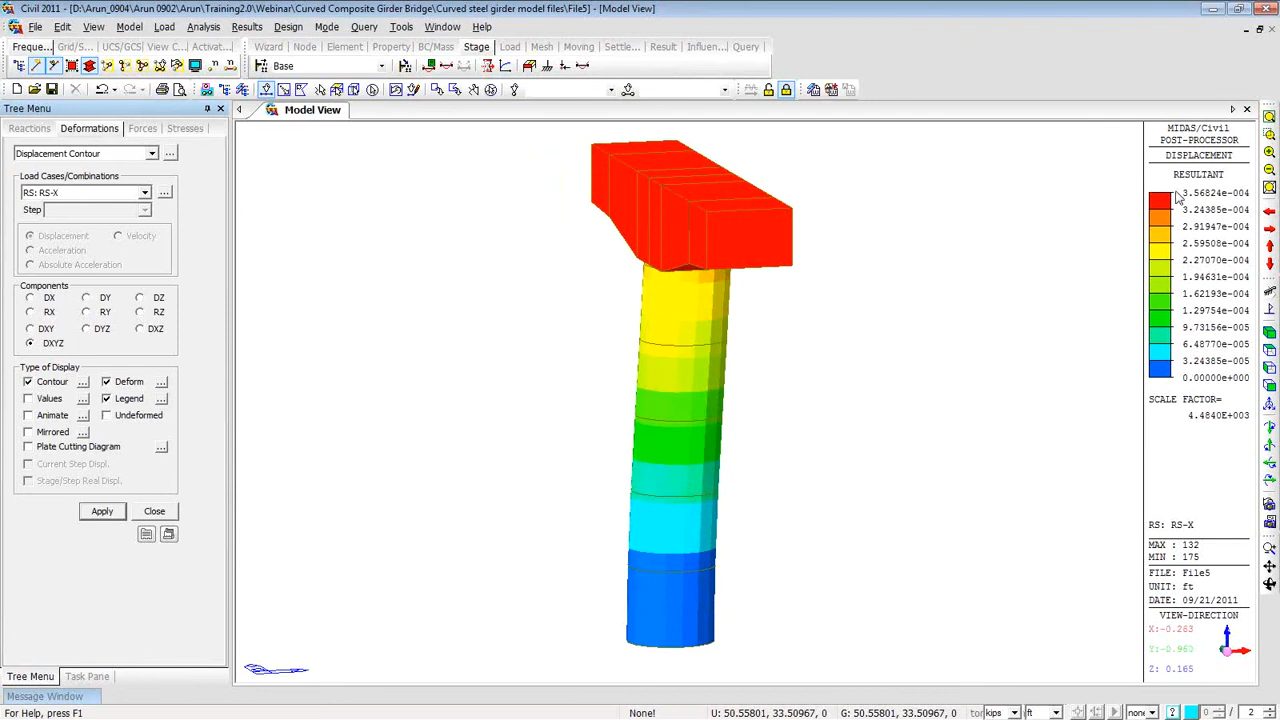 Civil 2011 - [D:\Arun_0904\Arun 0902\Arun\Training2.0\Webinar\Curved Composite Girder Bridge\Curved steel girder model files\File5] - [Model View]
File Edit View Model Load Analysis Results Design Mode Query Tools Window Help
Freque... Grid/S... UCS/GCS View C... Activat... Wizard Node Element Property BC/Mass Stage Load Mesh Moving Settle... Result Influen... Query
Base
Tree Menu
Model View
Reactions Deformations Forces Stresses
Displacement Contour
Load Cases/Combinations
RS: RS-X
Step
Displacement Velocity
Acceleration
Absolute Acceleration
Components
DX DY DZ
RX RY RZ
DXY DYZ DXZ
DXYZ
Type of Display
Contour Deform
Values Legend
Animate Undeformed
Mirrored
Plate Cutting Diagram
Current Step Displ.
Stage/Step Real Displ.
Apply Close
MIDAS/Civil
POST-PROCESSOR
DISPLACEMENT
RESULTANT
3.56824e-004
3.24385e-004
2.91947e-004
2.59508e-004
2.27070e-004
1.94631e-004
1.62193e-004
1.29754e-004
9.73156e-005
6.48770e-005
3.24385e-005
0.00000e+000
SCALE FACTOR=
4.4840E+003
RS: RS-X
MAX : 132
MIN : 175
FILE: File5
UNIT: ft
DATE: 09/21/2011
VIEW-DIRECTION
X:-0.263
Z: 0.165
Tree Menu Task Pane
Message Window
For Help, press F1
None!
U: 50.55801, 33.50967, 0
G: 50.55801, 33.50967, 0
kips
ft
none
0
/ 2